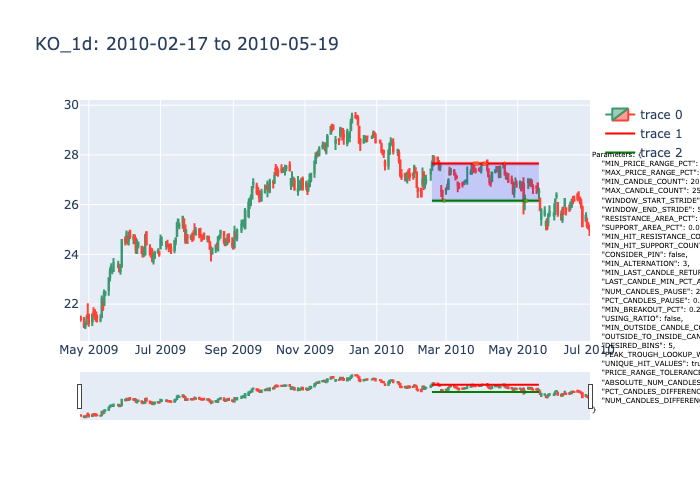 KO_1d: 2010-02-17 to 2010-05-19
30
28
26
24
22
May 2009
Jul 2009
Sep 2009
Nov 2009
Jan 2010
Mar 2010
May 2010
Jul 2010
trace 0
trace 1
trace 2
Parameters: {
"MIN_PRICE_RANGE_PCT":
"MAX_PRICE_RANGE_PCT":
"MIN_CANDLE_COUNT": 20
"MAX_CANDLE_COUNT": 25
"WINDOW_START_STRIDE"
"WINDOW_END_STRIDE": 5
"RESISTANCE_AREA_PCT":
"SUPPORT_AREA_PCT": 0.0
"MIN_HIT_RESISTANCE_CO
"MIN_HIT_SUPPORT_COUN
"CONSIDER_PIN": false,
"MIN_ALTERNATION": 3,
"MIN_LAST_CANDLE_RETUR
"LAST_CANDLE_MIN_PCT_A
"NUM_CANDLES_PAUSE": 2
"PCT_CANDLES_PAUSE": 0.
"MIN_BREAKOUT_PCT": 0.2
"USING_RATIO": false,
"MIN_OUTSIDE_CANDLE_CO
"OUTSIDE_TO_INSIDE_CAN
"DESIRED_BINS": 5,
"PEAK_TROUGH_LOOKUP_W
"UNIQUE_HIT_VALUES": tru
"PRICE_RANGE_TOLERANC
"ABSOLUTE_NUM_CANDLES
"PCT_CANDLES_DIFFERENC
"NUM_CANDLES_DIFFEREN
}